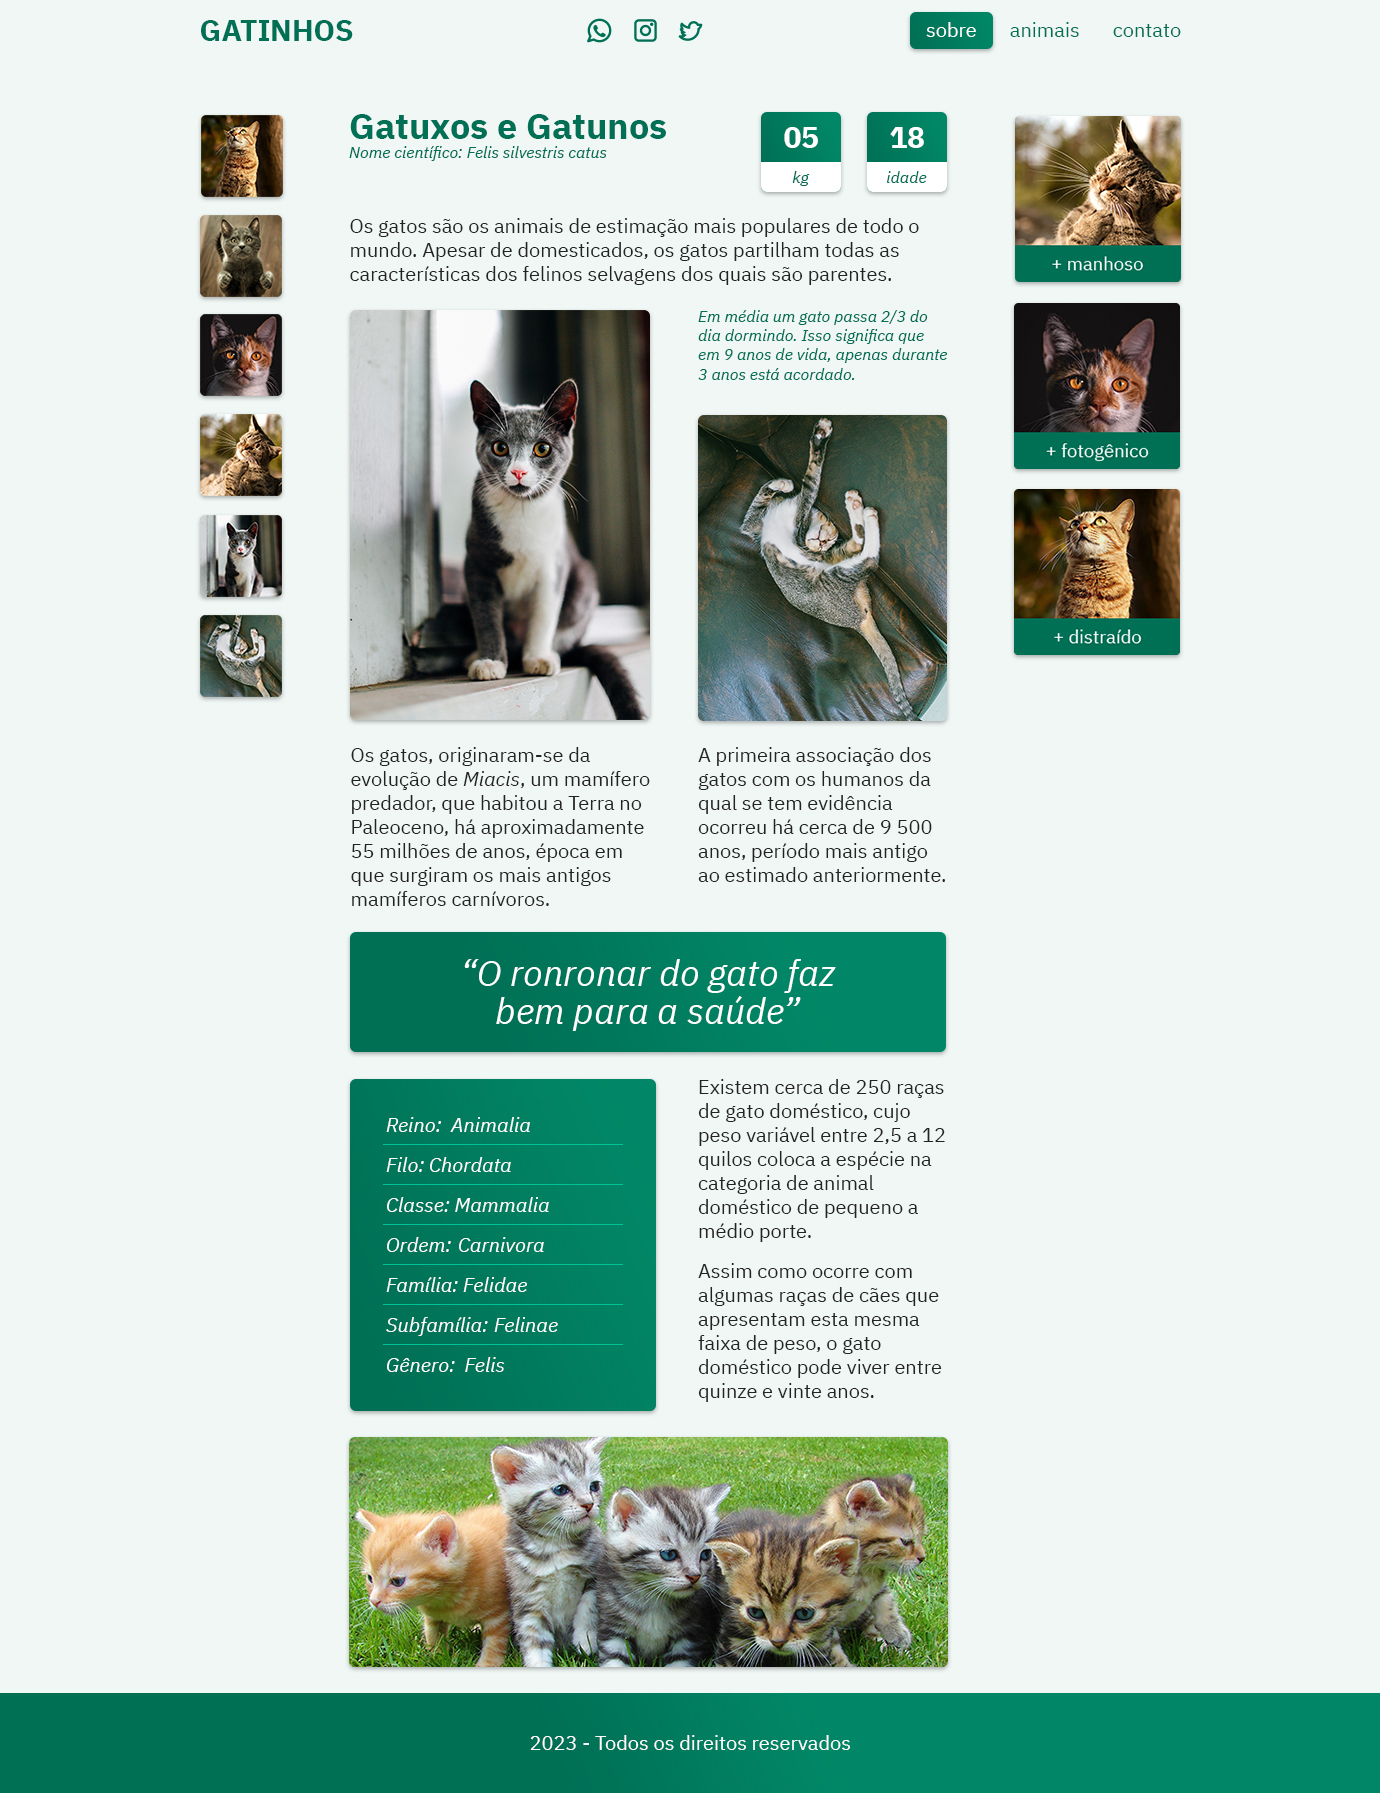 GATINHOS
sobre
animais
contato
Gatuxos e Gatunos
Nome científico: Felis silvestris catus
05
kg
18
idade
Os gatos são os animais de estimação mais populares de todo o
mundo. Apesar de domesticados, os gatos partilham todas as
características dos felinos selvagens dos quais são parentes.
Em média um gato passa 2/3 do
dia dormindo. Isso significa que
em 9 anos de vida, apenas durante
3 anos está acordado.
Os gatos, originaram-se da
evolução de Miacis, um mamífero
predador, que habitou a Terra no
Paleoceno, há aproximadamente
55 milhões de anos, época em
que surgiram os mais antigos
mamíferos carnívoros.
A primeira associação dos
gatos com os humanos da
qual se tem evidência
ocorreu há cerca de 9 500
anos, período mais antigo
ao estimado anteriormente.
“O ronronar do gato faz
bem para a saúde”
Reino: Animalia
Filo: Chordata
Classe: Mammalia
Ordem: Carnivora
Família: Felidae
Subfamília: Felinae
Gênero: Felis
Existem cerca de 250 raças
de gato doméstico, cujo
peso variável entre 2,5 a 12
quilos coloca a espécie na
categoria de animal
doméstico de pequeno a
médio porte.
Assim como ocorre com
algumas raças de cães que
apresentam esta mesma
faixa de peso, o gato
doméstico pode viver entre
quinze e vinte anos.
+ manhoso
+ fotogênico
+ distraído
2023 - Todos os direitos reservados